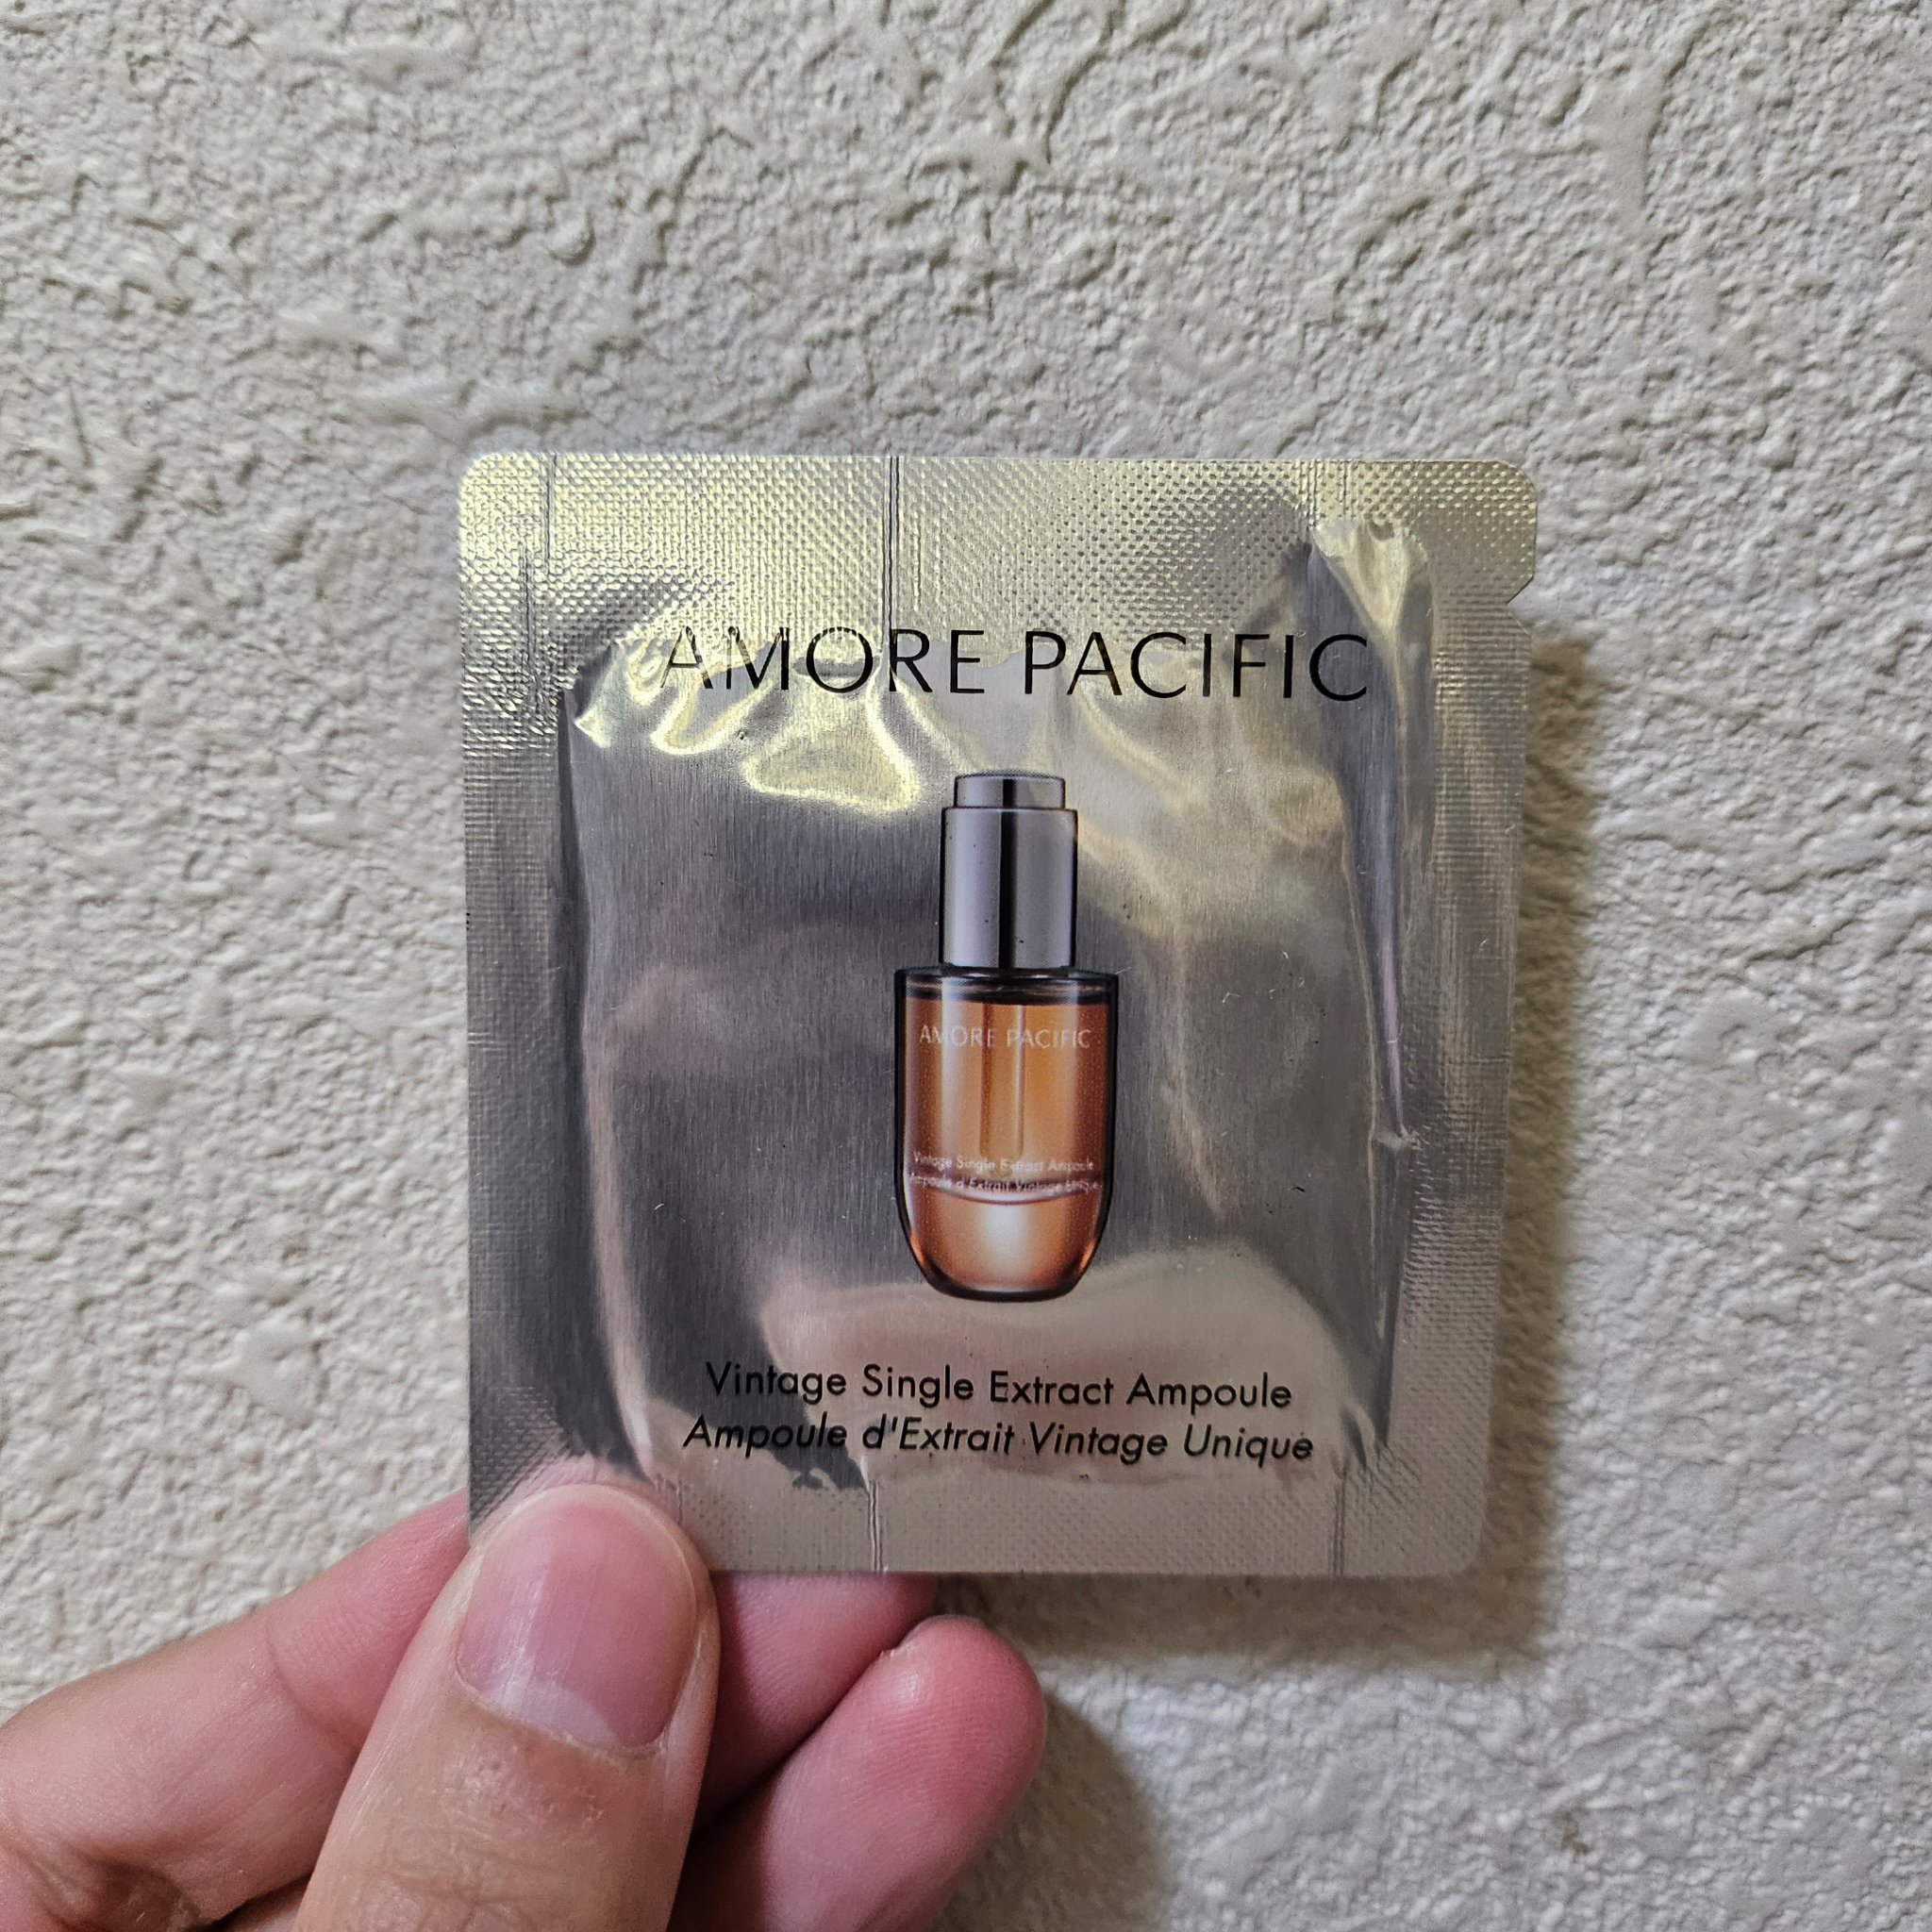 AMORE PACIFIC
AMORE PACIFIC
Vintage Single Extract Ampoule
Ampoule d'Extrait Vintage Unique
Vintage Single Extract Ampoule
Ampoule d'Extrait Vintage Unique